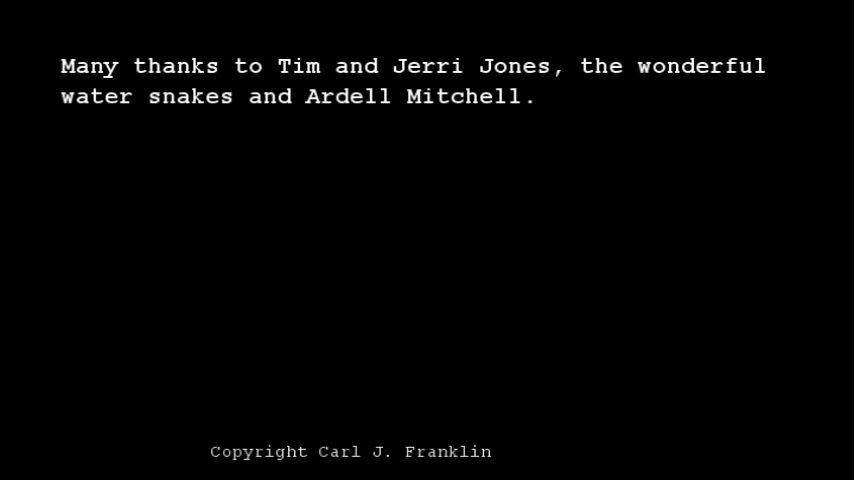 Many thanks to Tim and Jerri Jones, the wonderful
water snakes and Ardell Mitchell.
Copyright Carl J. Franklin